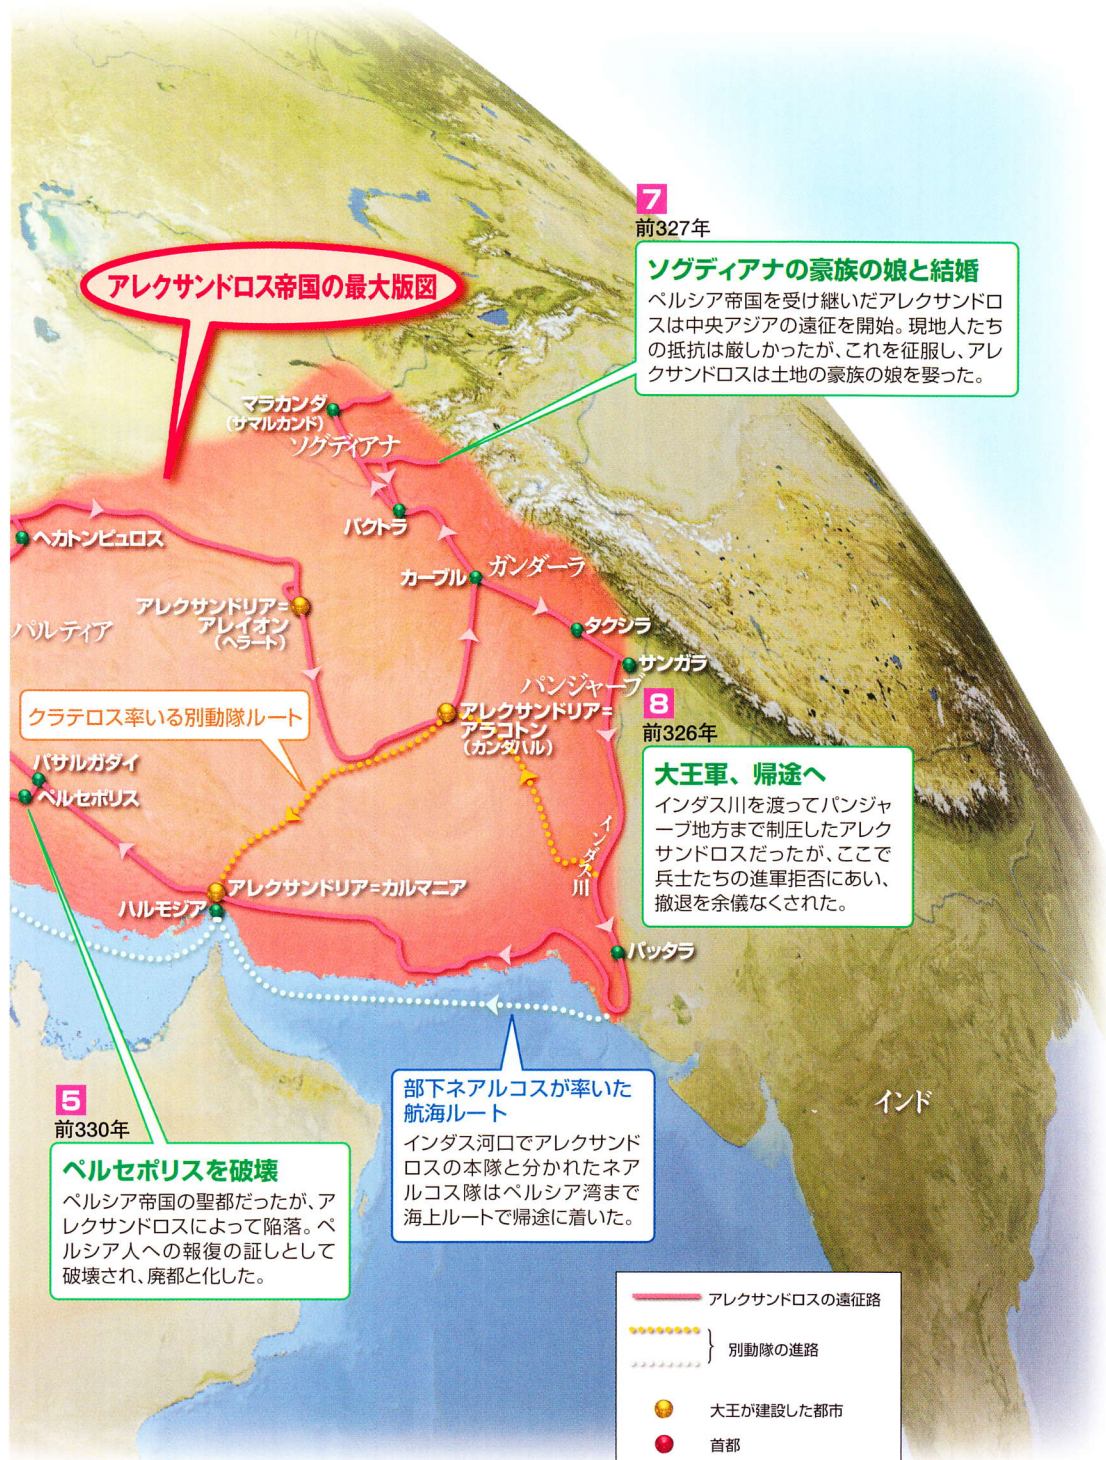 7
前327年
ソグディアナの豪族の娘と結婚
ペルシア帝国を受け継いだアレクサンドロ
スは中央アジアの遠征を開始。現地人たち
の抵抗は厳しかったが、これを征服し、アレ
クサンドロスは土地の豪族の娘を娶った。
アレクサンドロス帝国の最大版図
マラカンダ
(サマルカンド)
ソグディアナ
バクトラ
ヘカトンピュロス
カーブル
ガンダーラ
アレクサンドリア=
アレイオン
(ヘラート)
パルティア
タクシラ
サンガラ
パンジャーブ
クラテロス率いる別動隊ルート
アレクサンドリア=
アラコトン
(カンダハル)
8
前326年
大王軍、帰途へ
インダス川を渡ってパンジャ
ーブ地方まで制圧したアレク
サンドロスだったが、ここで
兵士たちの進軍拒否にあい、
撤退を余儀なくされた。
パサルガダイ
ペルセポリス
インダス川
アレクサンドリア=カルマニア
ハルモジア
パッタラ
5
前330年
ペルセポリスを破壊
ペルシア帝国の聖都だったが、ア
レクサンドロスによって陥落。ペ
ルシア人への報復の証しとして
破壊され、廃都と化した。
部下ネアルコスが率いた
航海ルート
インダス河口でアレクサンド
ロスの本隊と分かれたネア
ルコス隊はペルシア湾まで
海上ルートで帰途に着いた。
インド
アレクサンドロスの遠征路
別動隊の進路
大王が建設した都市
首都